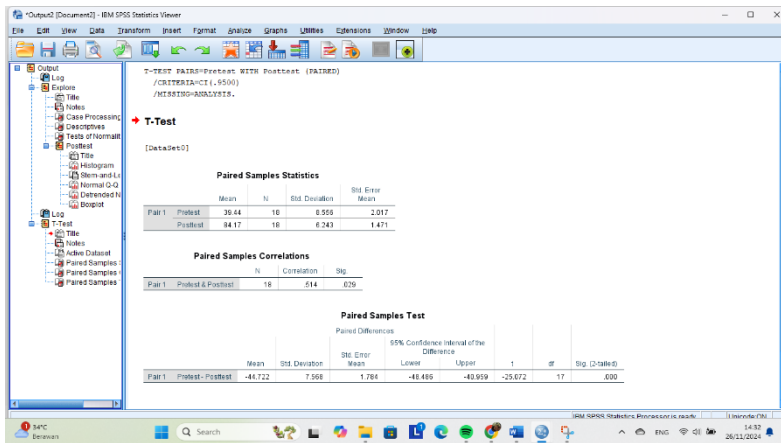 *Output2 [Document2] - IBM SPSS Statistics Viewer
File Edit View Data Transform Insert Format Analyze Graphs Utilities Extensions Window Help
Output
Log
Explore
Title
Notes
Case Processing
Descriptives
Tests of Normalit
Posttest
Title
Histogram
Stem-and-Le
Normal Q-Q
Detrended N
Boxplot
Log
T-Test
Title
Notes
Active Dataset
Paired Samples
Paired Samples
Paired Samples
T-TEST PAIRS=Pretest WITH Posttest (PAIRED)
/CRITERIA=CI(.9500)
/MISSING=ANALYSIS.
T-Test
[DataSet0]
Paired Samples Statistics
Mean N Std. Deviation Std. Error Mean
Pair 1 Pretest 39.44 18 8.556 2.017
Posttest 84.17 18 6.243 1.471
Paired Samples Correlations
N Correlation Sig.
Pair 1 Pretest & Posttest 18 .514 .029
Paired Samples Test
Paired Differences
95% Confidence Interval of the Difference
Mean Std. Deviation Std. Error Mean Lower Upper t df Sig. (2-tailed)
Pair 1 Pretest - Posttest -44.722 7.568 1.784 -48.486 -40.959 -25.072 17 .000
IBM SPSS Statistics Processor is ready Unicode:ON
34°C
Berawan
Search
ENG
14:32
26/11/2024